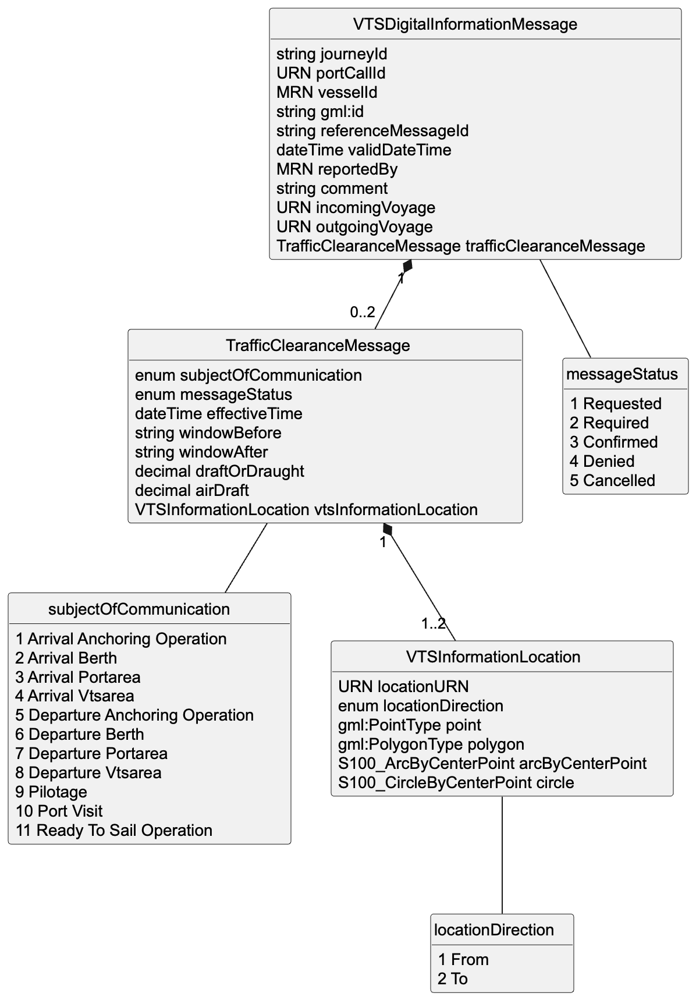 VTSDigitalInformationMessage
string journeyId
URN portCallId
MRN vesselId
string gml:id
string referenceMessageId
dateTime validDateTime
MRN reportedBy
string comment
URN incomingVoyage
URN outgoingVoyage
TrafficClearanceMessage trafficClearanceMessage
1
0..2
TrafficClearanceMessage
enum subjectOfCommunication
enum messageStatus
dateTime effectiveTime
string windowBefore
string windowAfter
decimal draftOrDraught
decimal airDraft
VTSInformationLocation vtsInformationLocation
messageStatus
1 Requested
2 Required
3 Confirmed
4 Denied
5 Cancelled
1
1..2
subjectOfCommunication
1 Arrival Anchoring Operation
2 Arrival Berth
3 Arrival Portarea
4 Arrival Vtsarea
5 Departure Anchoring Operation
6 Departure Berth
7 Departure Portarea
8 Departure Vtsarea
9 Pilotage
10 Port Visit
11 Ready To Sail Operation
VTSInformationLocation
URN locationURN
enum locationDirection
gml:PointType point
gml:PolygonType polygon
S100_ArcByCenterPoint arcByCenterPoint
S100_CircleByCenterPoint circle
locationDirection
1 From
2 To